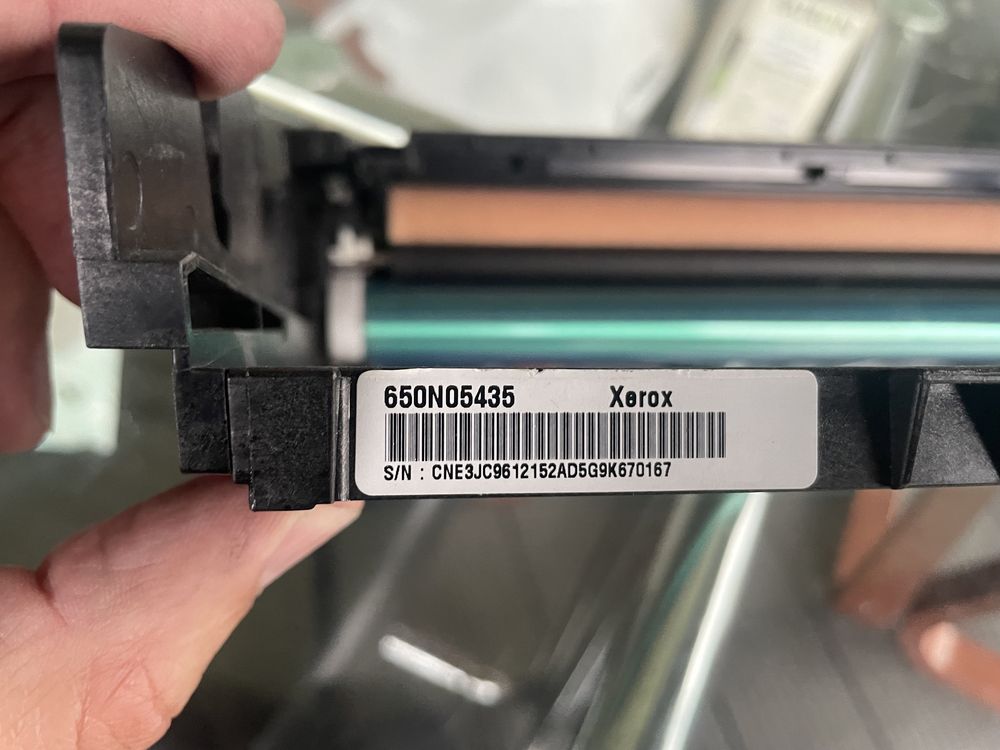 650N05435 Xerox
S/N : CNE3JC9612152AD5G9K670167